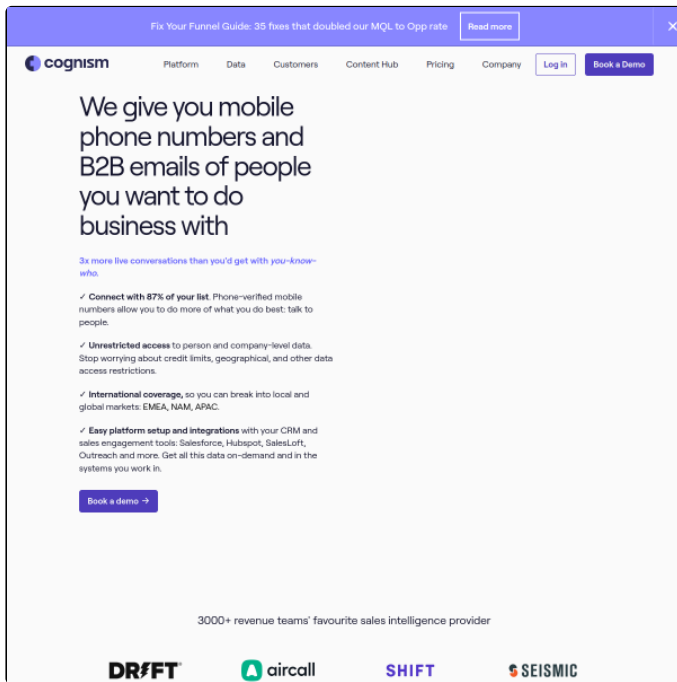 Fix Your Funnel Guide: 35 fixes that doubled our MQL to Opp rate
Read more
cognism
Platform
Data
Customers
Content Hub
Pricing
Company
Log in
Book a Demo
We give you mobile
phone numbers and
B2B emails of people
you want to do
business with
3x more live conversations than you'd get with you-know-
who.
✓ Connect with 87% of your list. Phone-verified mobile
numbers allow you to do more of what you do best: talk to
people.
✓ Unrestricted access to person and company-level data.
Stop worrying about credit limits, geographical, and other data
access restrictions.
✓ International coverage, so you can break into local and
global markets: EMEA, NAM, APAC.
✓ Easy platform setup and integrations with your CRM and
sales engagement tools: Salesforce, Hubspot, SalesLoft,
Outreach and more. Get all this data on-demand and in the
systems you work in.
Book a demo →
3000+ revenue teams' favourite sales intelligence provider
DRIFT
aircall
SHIFT
SEISMIC